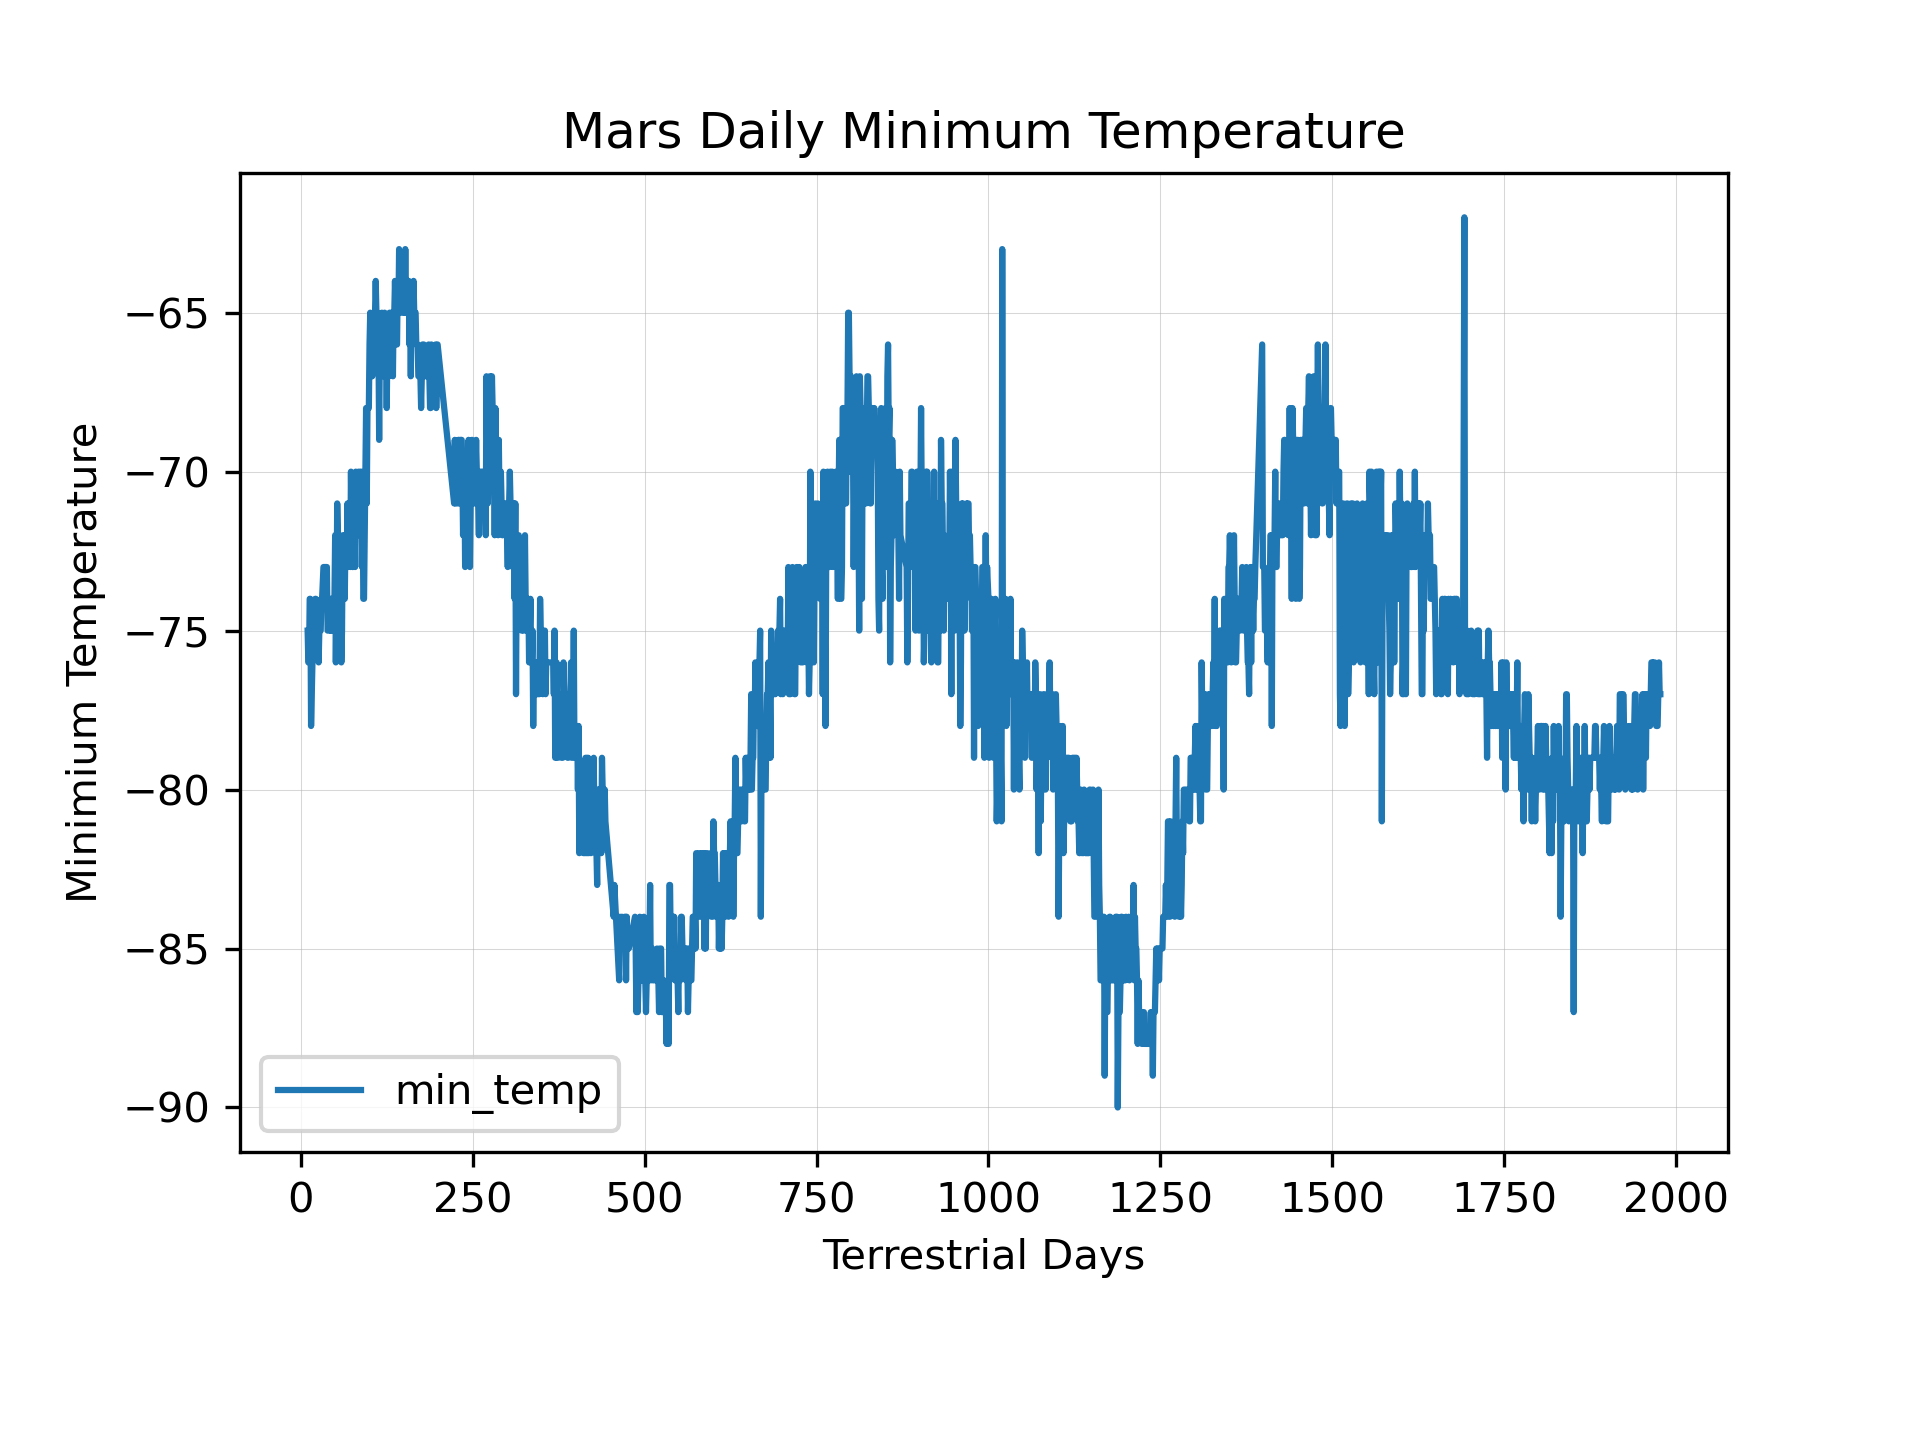 Mars Daily Minimum Temperature
Minimium Temperature
−65
−70
−75
−80
−85
−90
min_temp
0 250 500 750 1000 1250 1500 1750 2000
Terrestrial Days